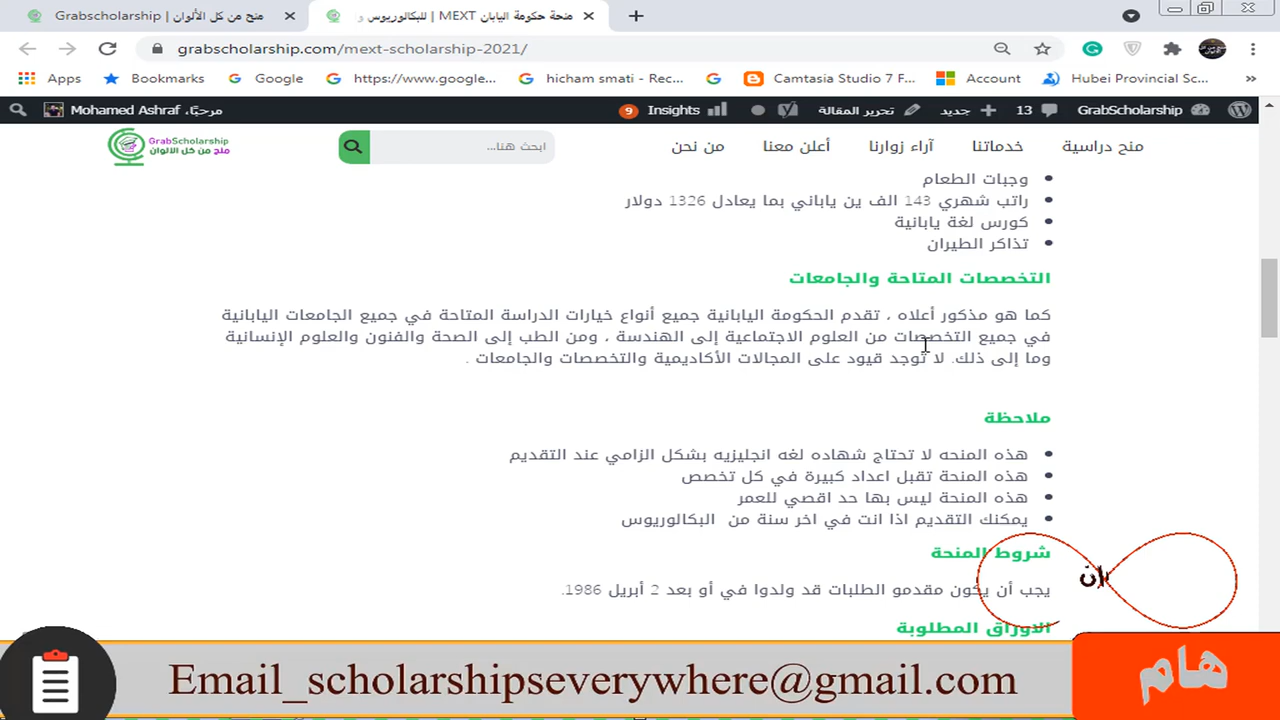 Grabscholarship | منح من كل الألوان
منحة حكومة اليابان MEXT | للبكالوريوس و
grabscholarship.com/mext-scholarship-2021/
Apps Bookmarks Google https://www.google... hicham smati - Rec... Camtasia Studio 7 F... Account Hubei Provincial Sc... »
مرحبًا، Mohamed Ashraf 9 Insights تحرير المقالة جديد 13 GrabScholarship
GrabScholarship
منح من كل الألوان
ابحث هنا...
منح دراسية خدماتنا آراء زوارنا أعلن معنا من نحن
وجبات الطعام
راتب شهري 143 الف ين ياباني بما يعادل 1326 دولار
كورس لغة يابانية
تذاكر الطيران
التخصصات المتاحة والجامعات
كما هو مذكور أعلاه ، تقدم الحكومة اليابانية جميع أنواع خيارات الدراسة المتاحة في جميع الجامعات اليابانية
في جميع التخصصات من العلوم الاجتماعية إلى الهندسة ، ومن الطب إلى الصحة والفنون والعلوم الإنسانية
وما إلى ذلك. لا توجد قيود على المجالات الأكاديمية والتخصصات والجامعات .
ملاحظة
هذه المنحه لا تحتاج شهاده لغه انجليزيه بشكل الزامي عند التقديم
هذه المنحة تقبل اعداد كبيرة في كل تخصص
هذه المنحة ليس بها حد اقصي للعمر
يمكنك التقديم اذا انت في اخر سنة من البكالوريوس
شروط المنحة
يجب أن يكون مقدمو الطلبات قد ولدوا في أو بعد 2 أبريل 1986.
الاوراق المطلوبة
Email_scholarshipseverywhere@gmail.com
هام